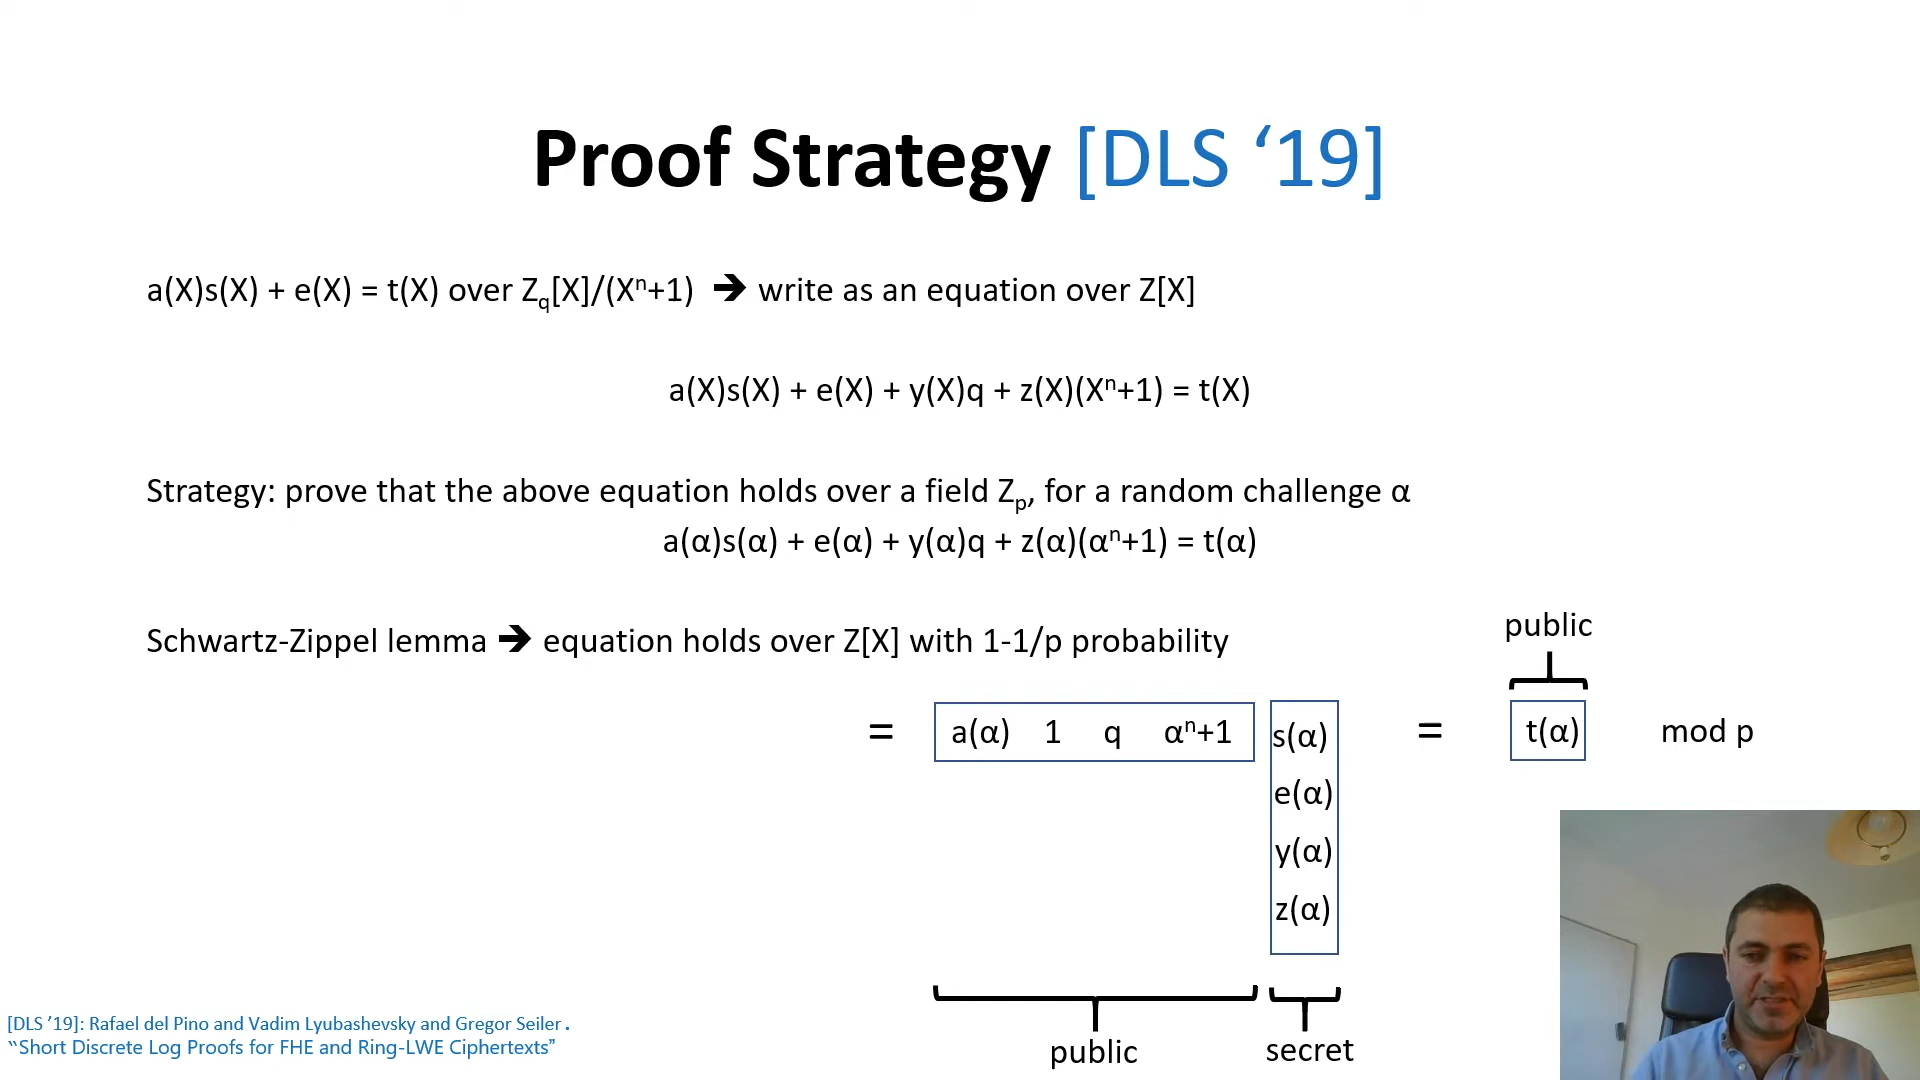 Proof Strategy [DLS ‘19]
a(X)s(X) + e(X) = t(X) over Z_q[X]/(Xⁿ+1) 🡪 write as an equation over Z[X]
a(X)s(X) + e(X) + y(X)q + z(X)(Xⁿ+1) = t(X)
Strategy: prove that the above equation holds over a field Zₚ, for a random challenge α
a(α)s(α) + e(α) + y(α)q + z(α)(αⁿ+1) = t(α)
Schwartz-Zippel lemma 🡪 equation holds over Z[X] with 1-1/p probability
public
= a(α) 1 q αⁿ+1 s(α) = t(α) mod p
e(α)
y(α)
z(α)
public secret
[DLS ’19]: Rafael del Pino and Vadim Lyubashevsky and Gregor Seiler.
“Short Discrete Log Proofs for FHE and Ring-LWE Ciphertexts”